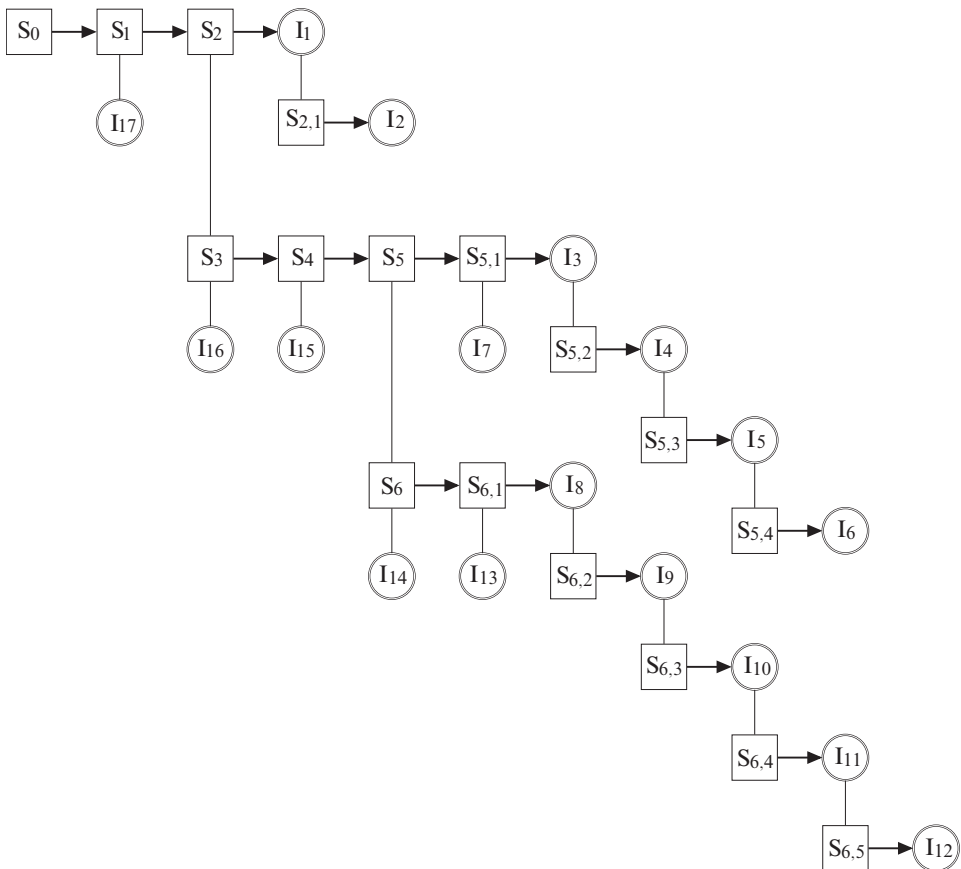 S0 S1 S2 I1
I17 S2,1 I2
S3 S4 S5 S5,1 I3
I16 I15 I7 S5,2 I4
S5,3 I5
S6 S6,1 I8
S5,4 I6
I14 I13 S6,2 I9
S6,3 I10
S6,4 I11
S6,5 I12